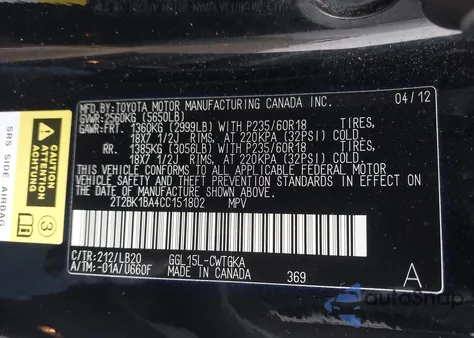 MFD. BY: TOYOTA MOTOR MANUFACTURING CANADA INC. 04/12
GVWR: 2560KG (5650LB)
GAWR: FRT. 1360KG (2999LB) WITH P235/60R18 TIRES,
18X7 1/2J RIMS, AT 220KPA (32PSI) COLD.
RR. 1385KG (3056LB) WITH P235/60R18 TIRES,
18X7 1/2J RIMS, AT 220KPA (32PSI) COLD.
THIS VEHICLE CONFORMS TO ALL APPLICABLE FEDERAL MOTOR
VEHICLE SAFETY, BUMPER, AND THEFT PREVENTION STANDARDS
IN EFFECT ON THE DATE OF MANUFACTURE SHOWN ABOVE.
2T2BK1BA4CC151802 MPV
C/TR: 212/LB20 GGL15L-CWTGKA
A/TM: -01A/U660F MADE IN CANADA 369 A
SRS SIDE AIRBAG
ATTENTION
ACHTUNG
3
autoSnap